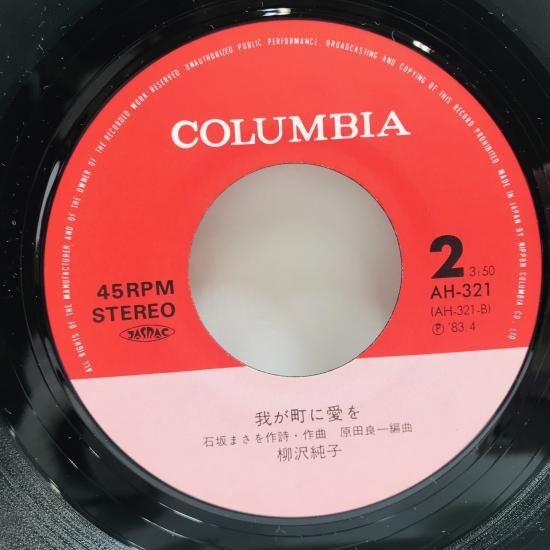 ALL RIGHTS OF THE MANUFACTURER AND OF THE OWNER OF THE RECORDED WORK RESERVED UNAUTHORIZED PUBLIC PERFORMANCE, BROADCASTING AND COPYING OF THIS RECORD PROHIBITED MADE IN JAPAN BY NIPPON COLUMBIA CO. LTD.
COLUMBIA
45RPM
STEREO
JASRAC
2 3:50
AH-321
(AH-321-B)
Ⓟ '83.4
我が町に愛を
石坂まさを作詩・作曲 原田良一編曲
柳沢純子